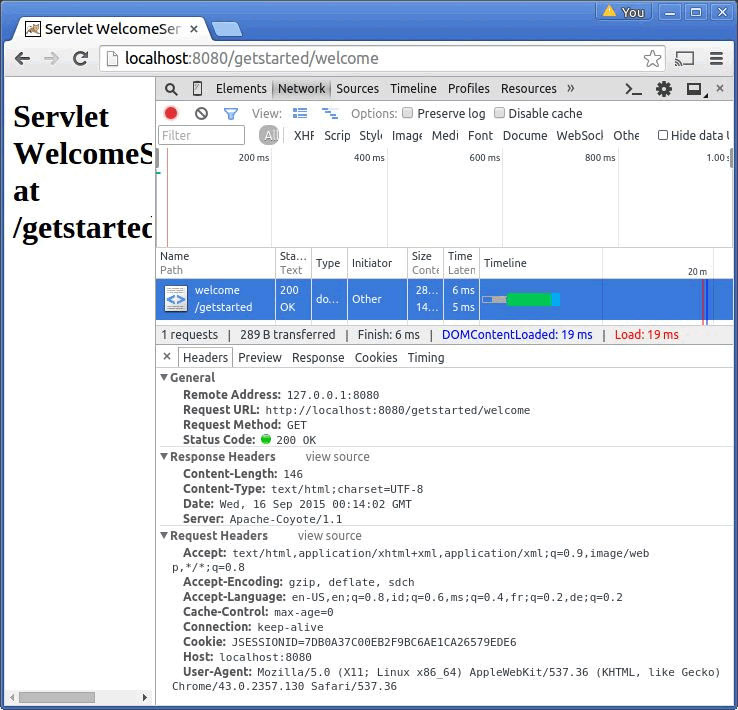 You
Servlet WelcomeSer
localhost:8080/getstarted/welcome
Servlet
WelcomeS
at
/getstarted
Elements Network Sources Timeline Profiles Resources »
View: Options: Preserve log Disable cache
Filter All XHF Scrip Style Image Medi Font Docume WebSock Othe Hide data U
200 ms 400 ms 600 ms 800 ms 1.00 s
Name Sta... Type Initiator Size Time Timeline
Path Text Conte Laten 20 m
welcome 200 do... Other 28... 6 ms
/getstarted OK 14... 5 ms
1 requests | 289 B transferred | Finish: 6 ms | DOMContentLoaded: 19 ms | Load: 19 ms
× Headers Preview Response Cookies Timing
General
Remote Address: 127.0.0.1:8080
Request URL: http://localhost:8080/getstarted/welcome
Request Method: GET
Status Code: 200 OK
Response Headers view source
Content-Length: 146
Content-Type: text/html;charset=UTF-8
Date: Wed, 16 Sep 2015 00:14:02 GMT
Server: Apache-Coyote/1.1
Request Headers view source
Accept: text/html,application/xhtml+xml,application/xml;q=0.9,image/web
p,*/*;q=0.8
Accept-Encoding: gzip, deflate, sdch
Accept-Language: en-US,en;q=0.8,id;q=0.6,ms;q=0.4,fr;q=0.2,de;q=0.2
Cache-Control: max-age=0
Connection: keep-alive
Cookie: JSESSIONID=7DB0A37C00EB2F9BC6AE1CA26579EDE6
Host: localhost:8080
User-Agent: Mozilla/5.0 (X11; Linux x86_64) AppleWebKit/537.36 (KHTML, like Gecko)
Chrome/43.0.2357.130 Safari/537.36